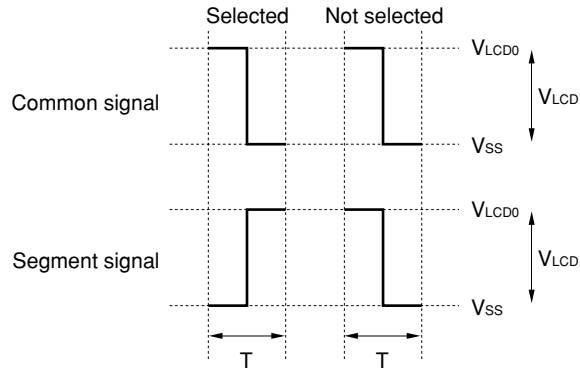 Selected
Not selected
VLCD0
Common signal
VLCD
VSS
VLCD0
Segment signal
VLCD
VSS
T
T